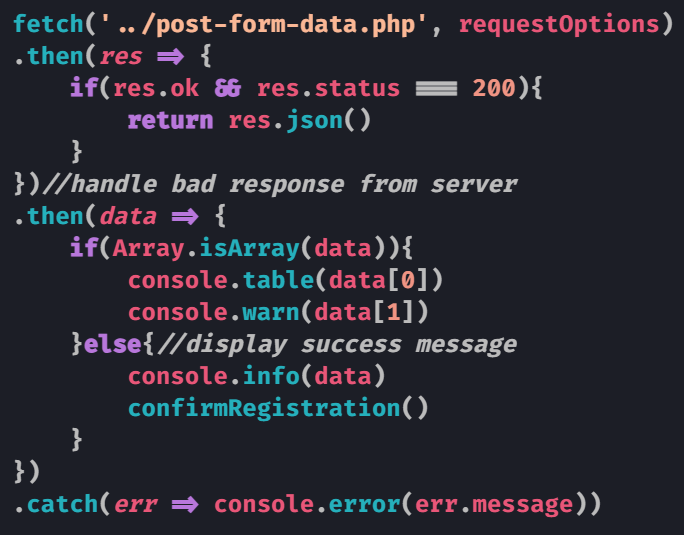 fetch('../post-form-data.php', requestOptions)
.then(res => {
    if(res.ok && res.status === 200){
        return res.json()
    }
})//handle bad response from server
.then(data => {
    if(Array.isArray(data)){
        console.table(data[0])
        console.warn(data[1])
    }else{//display success message
        console.info(data)
        confirmRegistration()
    }
})
.catch(err => console.error(err.message))